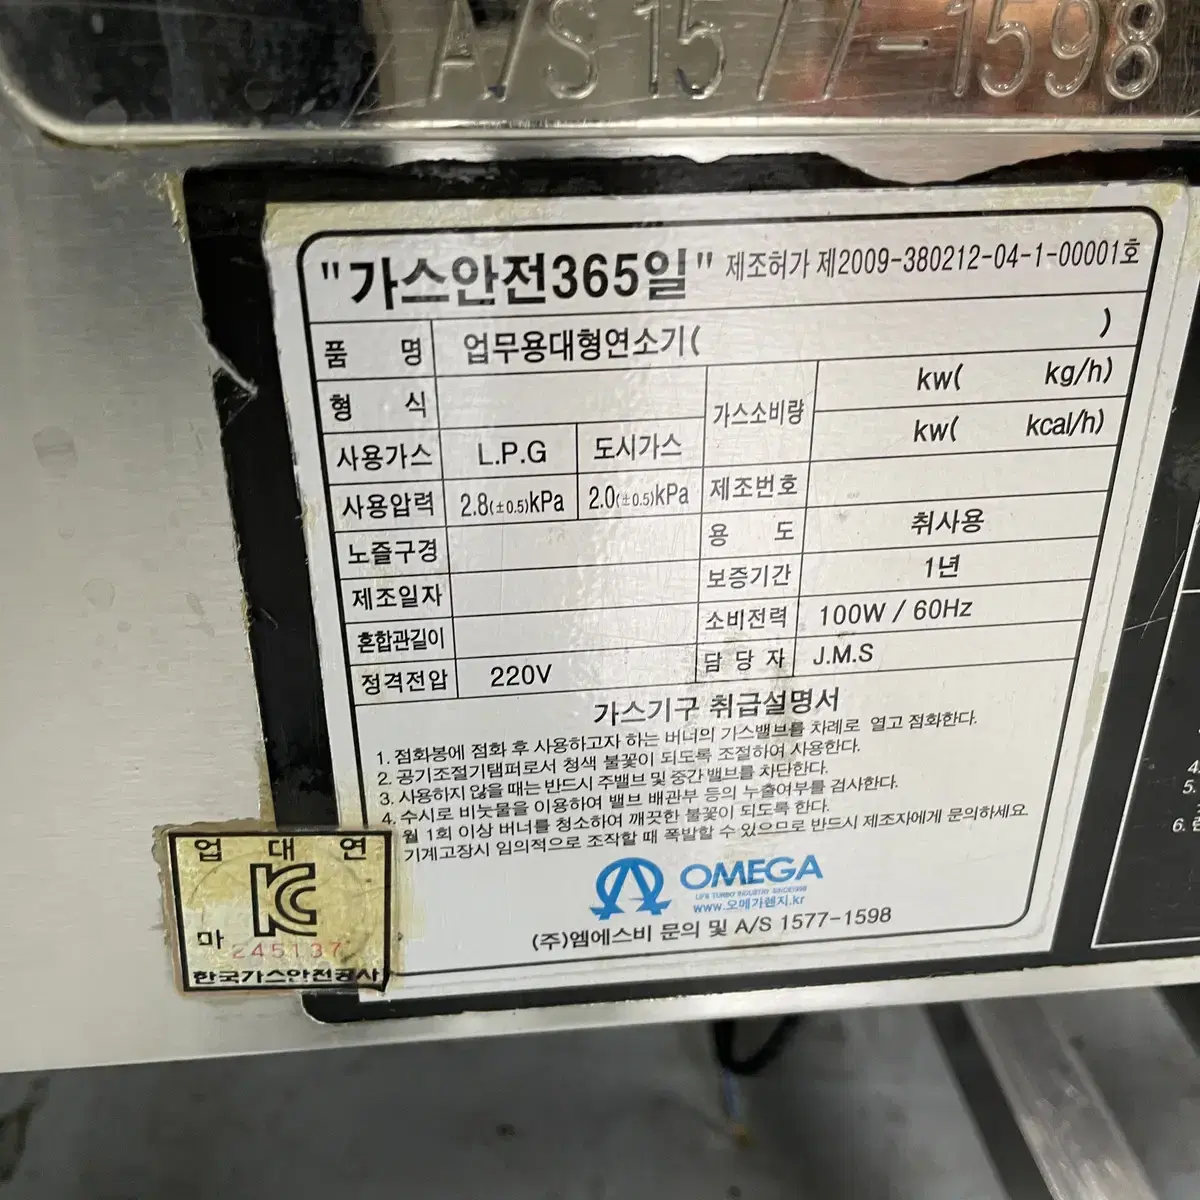 A/S 1577-1598
"가스안전365일" 제조허가 제2009-380212-04-1-00001호
품 명 업무용대형연소기( )
형 식
가스소비량 kw( kg/h)
kw( kcal/h)
사용가스 L.P.G 도시가스
사용압력 2.8(±0.5)kPa 2.0(±0.5)kPa
제조번호
노즐구경
용 도 취사용
제조일자
보증기간 1년
혼합관길이
소비전력 100W / 60Hz
정격전압 220V
담 당 자 J.M.S
가스기구 취급설명서
1. 점화봉에 점화 후 사용하고자 하는 버너의 가스밸브를 차례로 열고 점화한다.
2. 공기조절기탬퍼로서 청색 불꽃이 되도록 조절하여 사용한다.
3. 사용하지 않을 때는 반드시 주밸브 및 중간 밸브를 차단한다.
4. 수시로 비눗물을 이용하여 밸브 배관부 등의 누출여부를 검사한다.
월 1회 이상 버너를 청소하여 깨끗한 불꽃이 되도록 한다.
기계고장시 임의적으로 조작할 때 폭발할 수 있으므로 반드시 제조자에게 문의하세요.
OMEGA
LIFE TURBO INDUSTRY SINCE1998
www.오메가렌지.kr
(주)엠에스비 문의 및 A/S 1577-1598
업 대 연
KC
마 245137
한국가스안전공사
4.
5.
6.